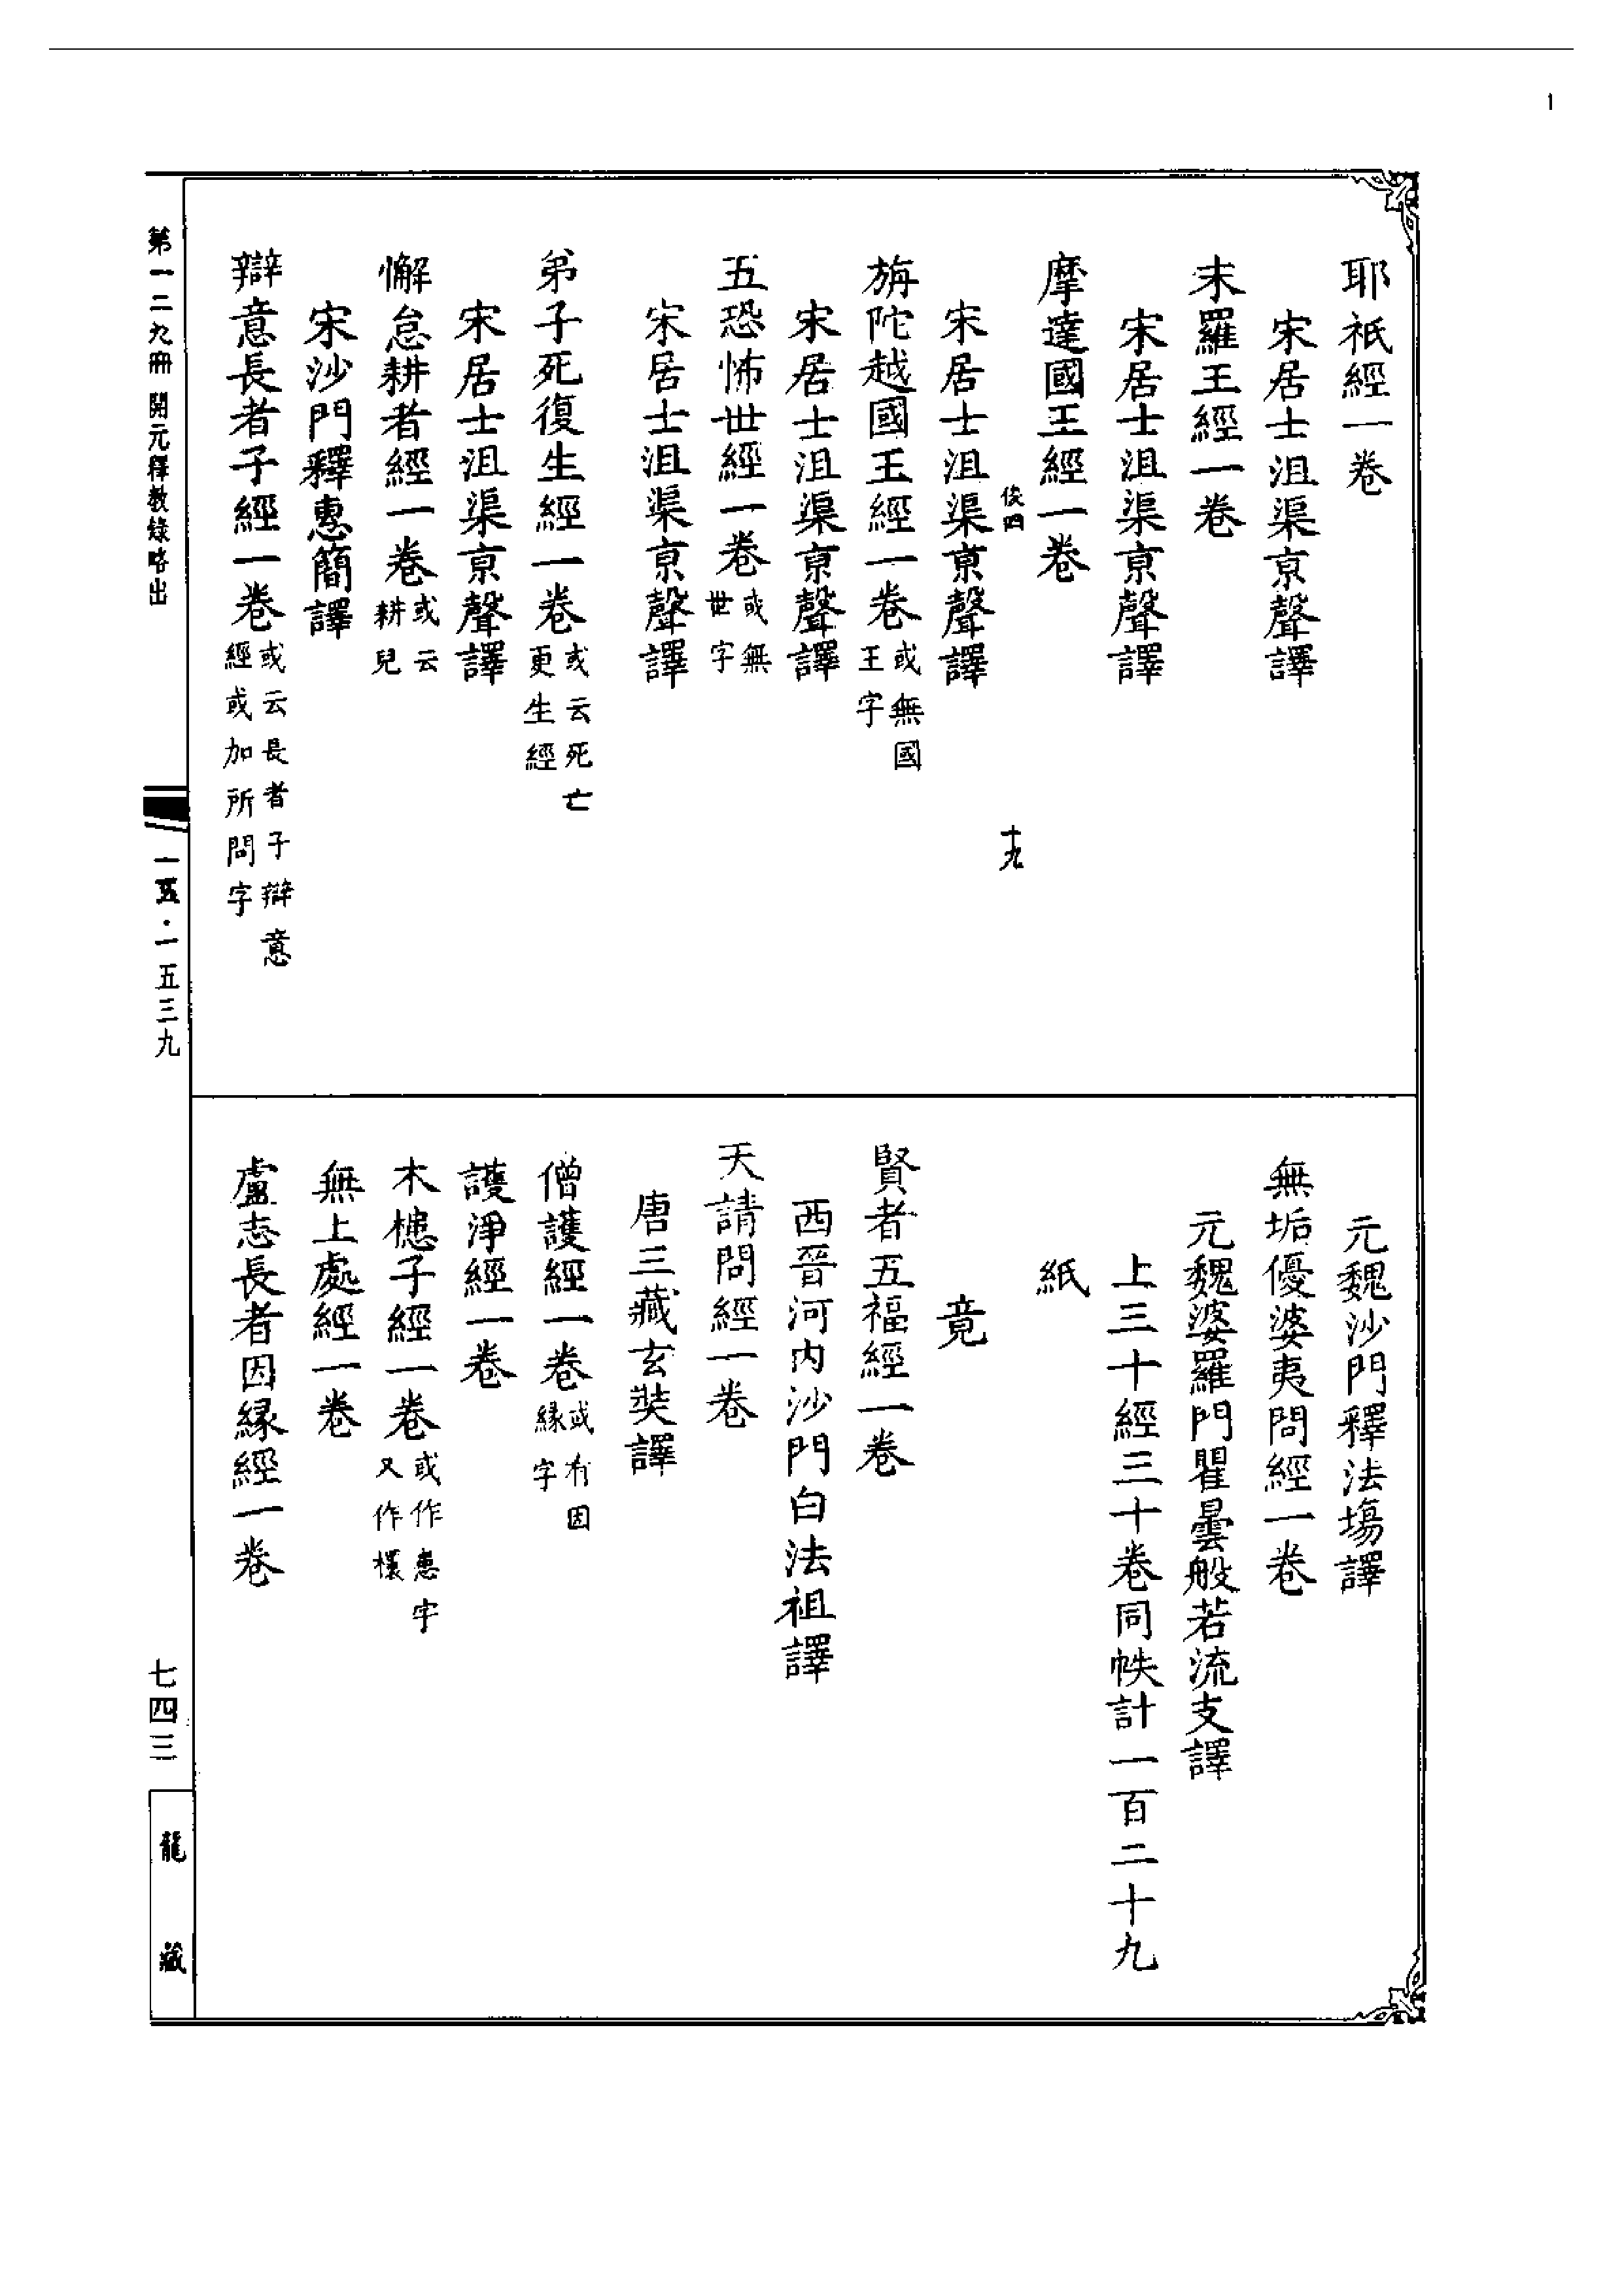 1
耶祇經一卷
宋居士沮渠京聲譯
末羅王經一卷
宋居士沮渠京聲譯
摩達國王經一卷
俊四
十九
宋居士沮渠京聲譯
旃陀越國王經一卷或無國
王字
宋居士沮渠京聲譯
五恐怖世經一卷或無
世字
宋居士沮渠京聲譯
弟子死復生經一卷或云死亡
更生經
宋居士沮渠京聲譯
懈怠耕者經一卷或云
耕兒
宋沙門釋惠簡譯
辯意長者子經一卷或云長者子辯意
經或加所問字
元魏沙門釋法場譯
無垢優婆夷問經一卷
元魏婆羅門瞿曇般若流支譯
上三十經三十卷同帙計一百二十九
紙
竟
賢者五福經一卷
西晉河内沙門白法祖譯
天請問經一卷
唐三藏玄奘譯
僧護經一卷或有因
緣字
護淨經一卷
木槵子經一卷或作患字
又作檈
無上處經一卷
盧志長者因緣經一卷
第一二九冊 開元釋教錄略出
一五五·一五三九
七四三
龍藏